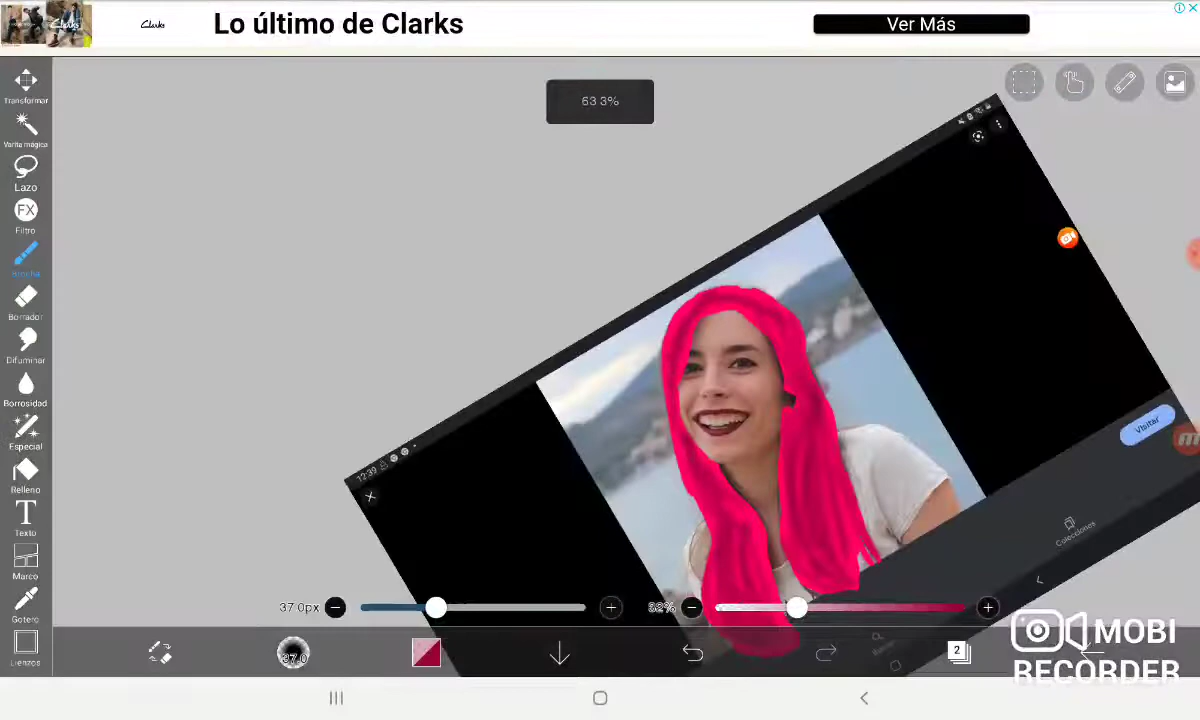 Clarks
Lo último de Clarks
Ver Más
63 3%
Transformar
Varita mágica
Lazo
FX
Filtro
Brocha
Borrador
Difuminar
Borrosidad
Especial
Relleno
T
Texto
Marco
Gotero
Lienzos
12:39
Visitar
Colecciones
37 0px
52%
37.0
2
MOBI
RECORDER